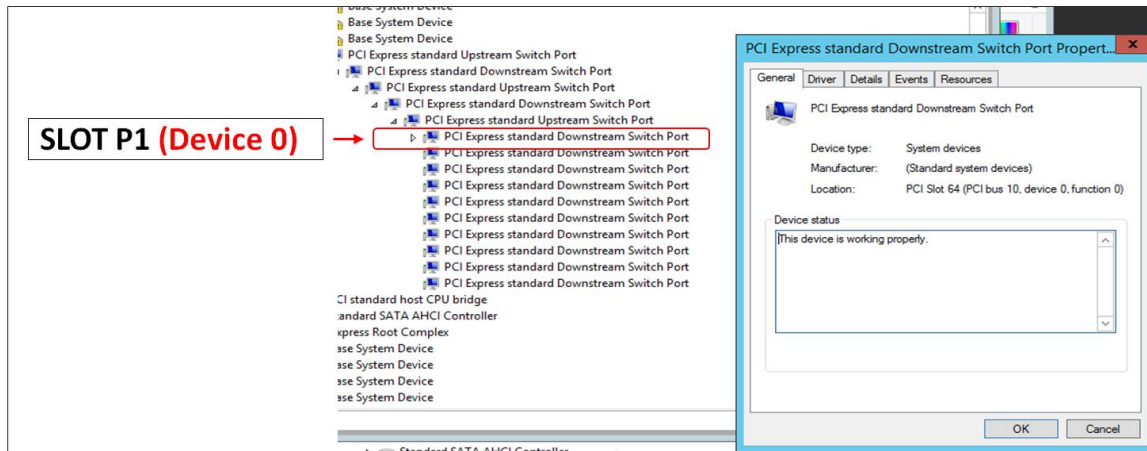 Base System Device
Base System Device
Base System Device
PCI Express standard Upstream Switch Port
PCI Express standard Downstream Switch Port
PCI Express standard Upstream Switch Port
PCI Express standard Downstream Switch Port
PCI Express standard Upstream Switch Port
SLOT P1 (Device 0)
PCI Express standard Downstream Switch Port
PCI Express standard Downstream Switch Port
PCI Express standard Downstream Switch Port
PCI Express standard Downstream Switch Port
PCI Express standard Downstream Switch Port
PCI Express standard Downstream Switch Port
PCI Express standard Downstream Switch Port
PCI Express standard Downstream Switch Port
PCI Express standard Downstream Switch Port
PCI Express standard Downstream Switch Port
CI standard host CPU bridge
tandard SATA AHCI Controller
xpress Root Complex
ase System Device
ase System Device
ase System Device
ase System Device
Standard SATA AHCI Controller
PCI Express standard Downstream Switch Port Propert...
General Driver Details Events Resources
PCI Express standard Downstream Switch Port
Device type: System devices
Manufacturer: (Standard system devices)
Location: PCI Slot 64 (PCI bus 10, device 0, function 0)
Device status
This device is working properly.
OK Cancel